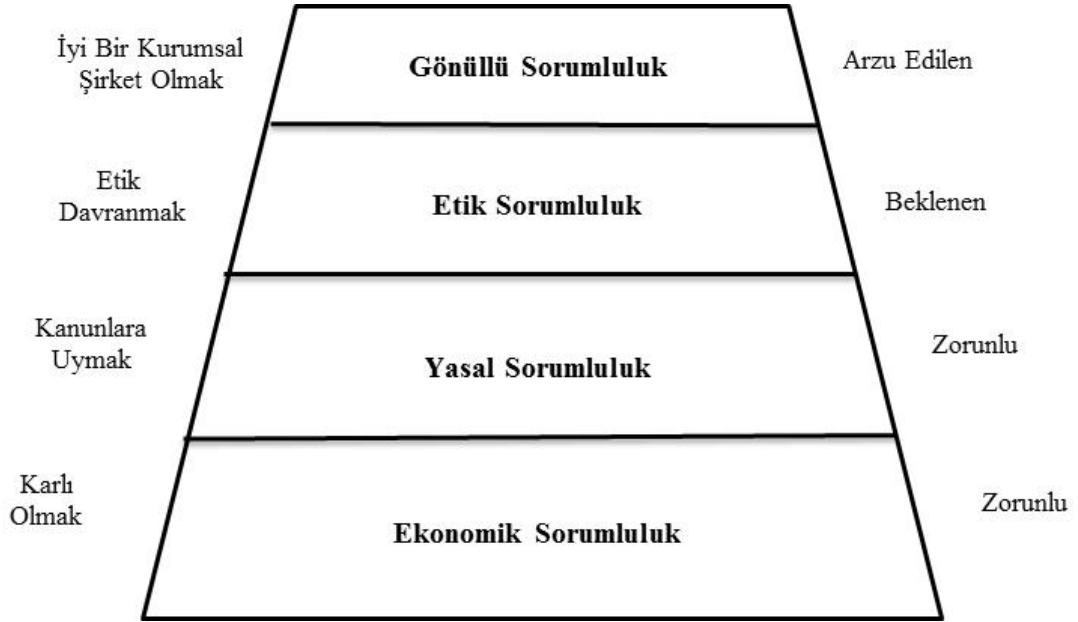 İyi Bir Kurumsal
Şirket Olmak
Gönüllü Sorumluluk
Arzu Edilen
Etik
Davranmak
Etik Sorumluluk
Beklenen
Kanunlara
Uymak
Yasal Sorumluluk
Zorunlu
Karlı
Olmak
Ekonomik Sorumluluk
Zorunlu